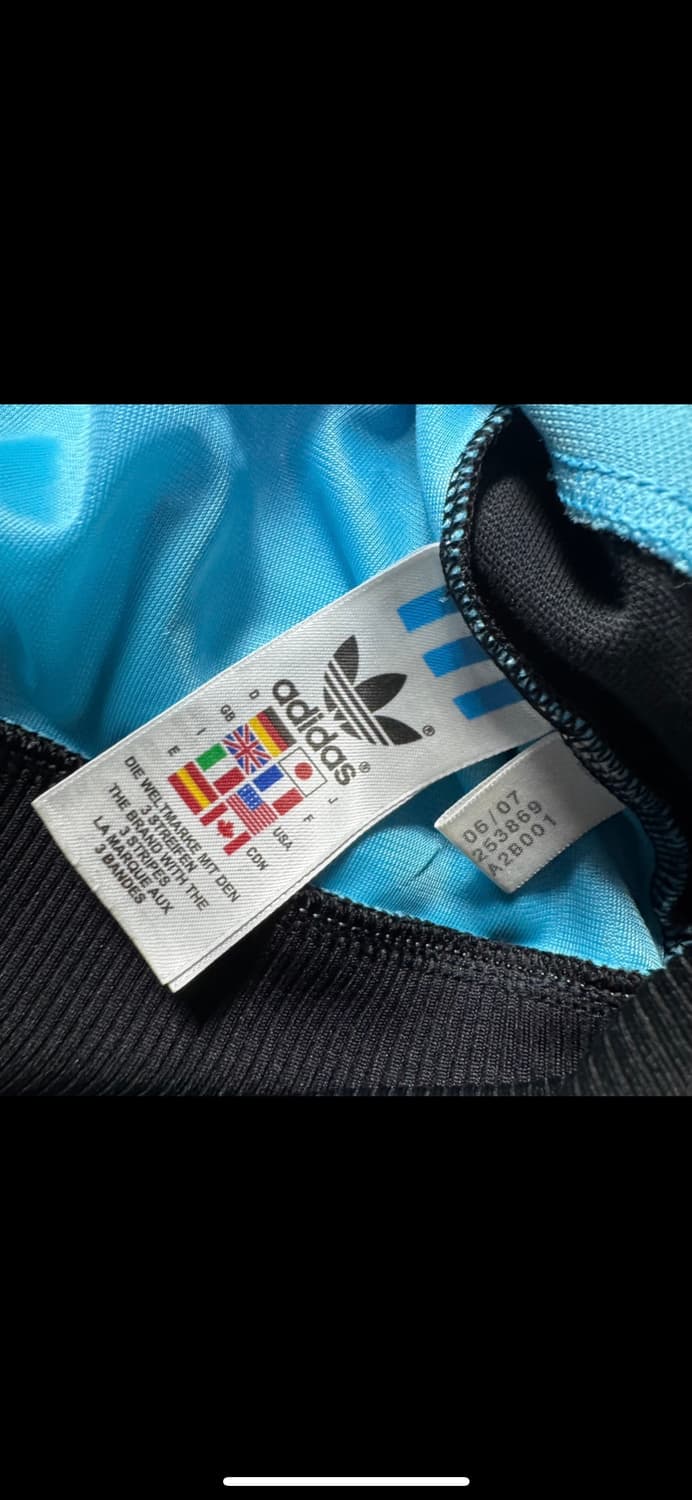 adidas®
®
D
GB
I
E
J
F
USA
CDN
DIE WELTMARKE MIT DEN
3 STREIFEN
THE BRAND WITH THE
3 STRIPES
LA MARQUE AUX
3 BANDES
06/07
253869
A2B001